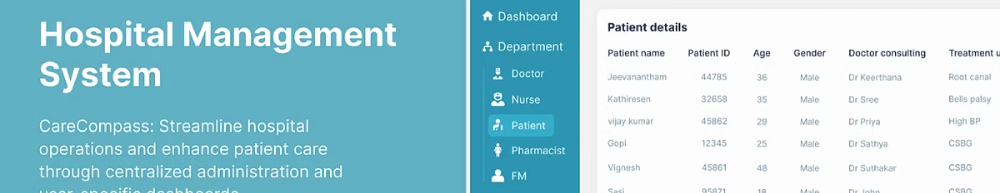 Hospital Management
System
CareCompass: Streamline hospital
operations and enhance patient care
through centralized administration and
user-specific dashboards
Dashboard
Department
Doctor
Nurse
Patient
Pharmacist
FM
Patient details
Patient name Patient ID Age Gender Doctor consulting Treatment
Jeevanantham 44785 36 Male Dr Keerthana Root canal
Kathiresen 32658 35 Male Dr Sree Bells palsy
vijay kumar 45862 29 Male Dr Priya High BP
Gopi 12345 25 Male Dr Sathya CSBG
Vignesh 45861 48 Male Dr Suthakar CSBG
Sasi 95871 18 Male Dr John CSBG